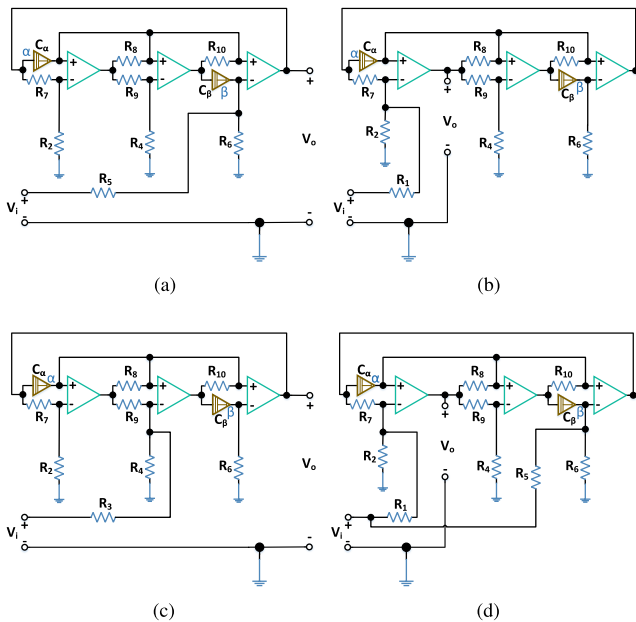 Cα R8 R10
α + + +
- - -
R7 R9 Cβ β
+
R2 R4 R6 Vo
R5
+
Vi
- -
(a)
Cα R8 R10
α + + +
- - -
R7 R9 Cβ β
+
R2 Vo R4 R6
-
R1
+
Vi
-
(b)
Cα R8 R10
α + + +
- - -
R7 R9 Cβ β
+
R2 R4 R6 Vo
R3
+
Vi
- -
(c)
Cα R8 R10
α + + +
- - -
R7 R9 Cβ β
+
R2 Vo R4 R5 R6
-
R1
+
Vi
-
(d)